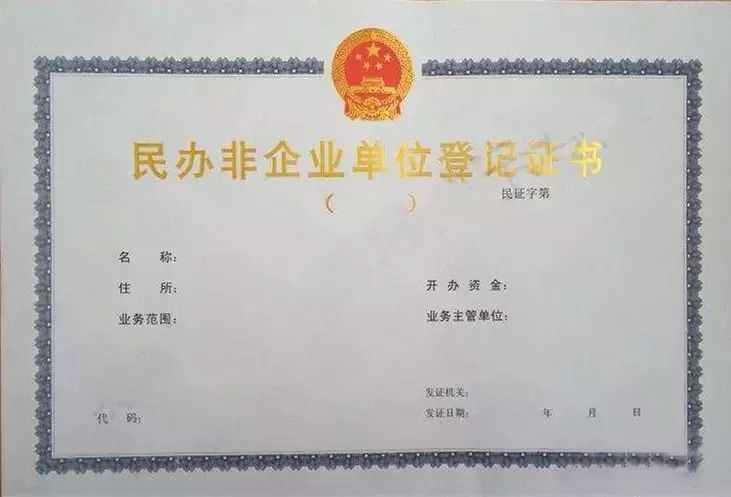 民办非企业单位登记证书
（ ）
民证字第
名 称：
住 所：
开 办 资 金：
业务范围：
业务主管单位：
发证机关：
代 码：
发证日期： 年 月 日